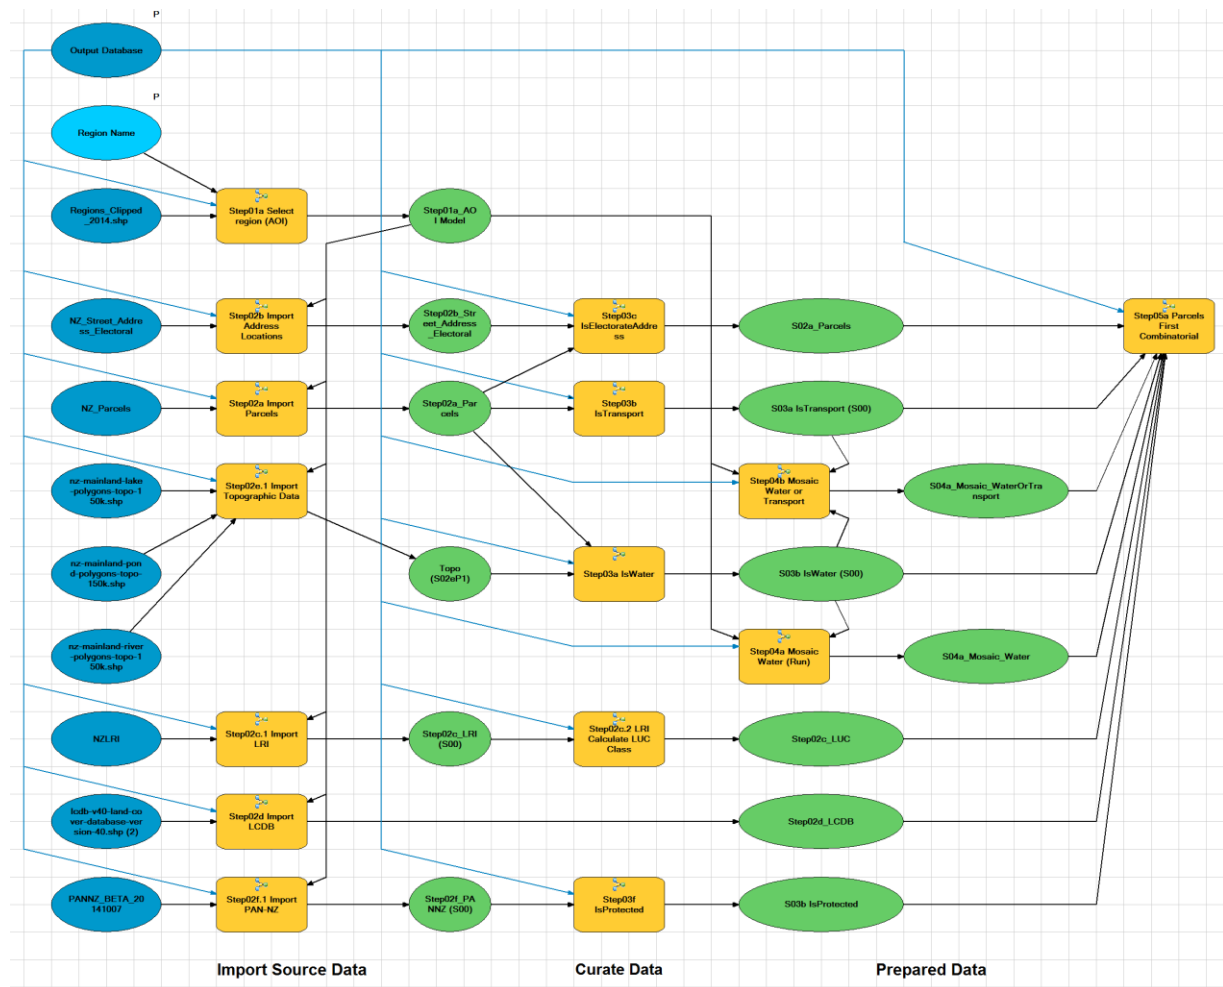 P
Output Database
P
Region Name
Regions_Clipped
_2014.shp
Step01a Select
region (AOI)
Step01a_AO
I Model
NZ_Street_Addre
ss_Electoral
Step02b Import
Address
Locations
Step02b_Str
eet_Address
_Electoral
Step03c
IsElectorateAddre
ss
S02a_Parcels
Step05a Parcels
First
Combinatorial
NZ_Parcels
Step02a Import
Parcels
Step02a_Par
cels
Step03b
IsTransport
S03a IsTransport (S00)
nz-mainland-lake
-polygons-topo-1
50k.shp
Step02e.1 Import
Topographic Data
Step04b Mosaic
Water or
Transport
S04a_Mosaic_WaterOrTra
nsport
nz-mainland-pon
d-polygons-topo-
150k.shp
Topo
(S02eP1)
Step03a IsWater
S03b IsWater (S00)
nz-mainland-river
-polygons-topo-1
50k.shp
Step04a Mosaic
Water (Run)
S04a_Mosaic_Water
NZLRI
Step02c.1 Import
LRI
Step02c_LRI
(S00)
Step02c.2 LRI
Calculate LUC
Class
Step02c_LUC
lcdb-v40-land-co
ver-database-ver
sion-40.shp (2)
Step02d Import
LCDB
Step02d_LCDB
PANNZ_BETA_20
141007
Step02f.1 Import
PAN-NZ
Step02f_PA
NNZ (S00)
Step03f
IsProtected
S03b IsProtected
Import Source Data
Curate Data
Prepared Data